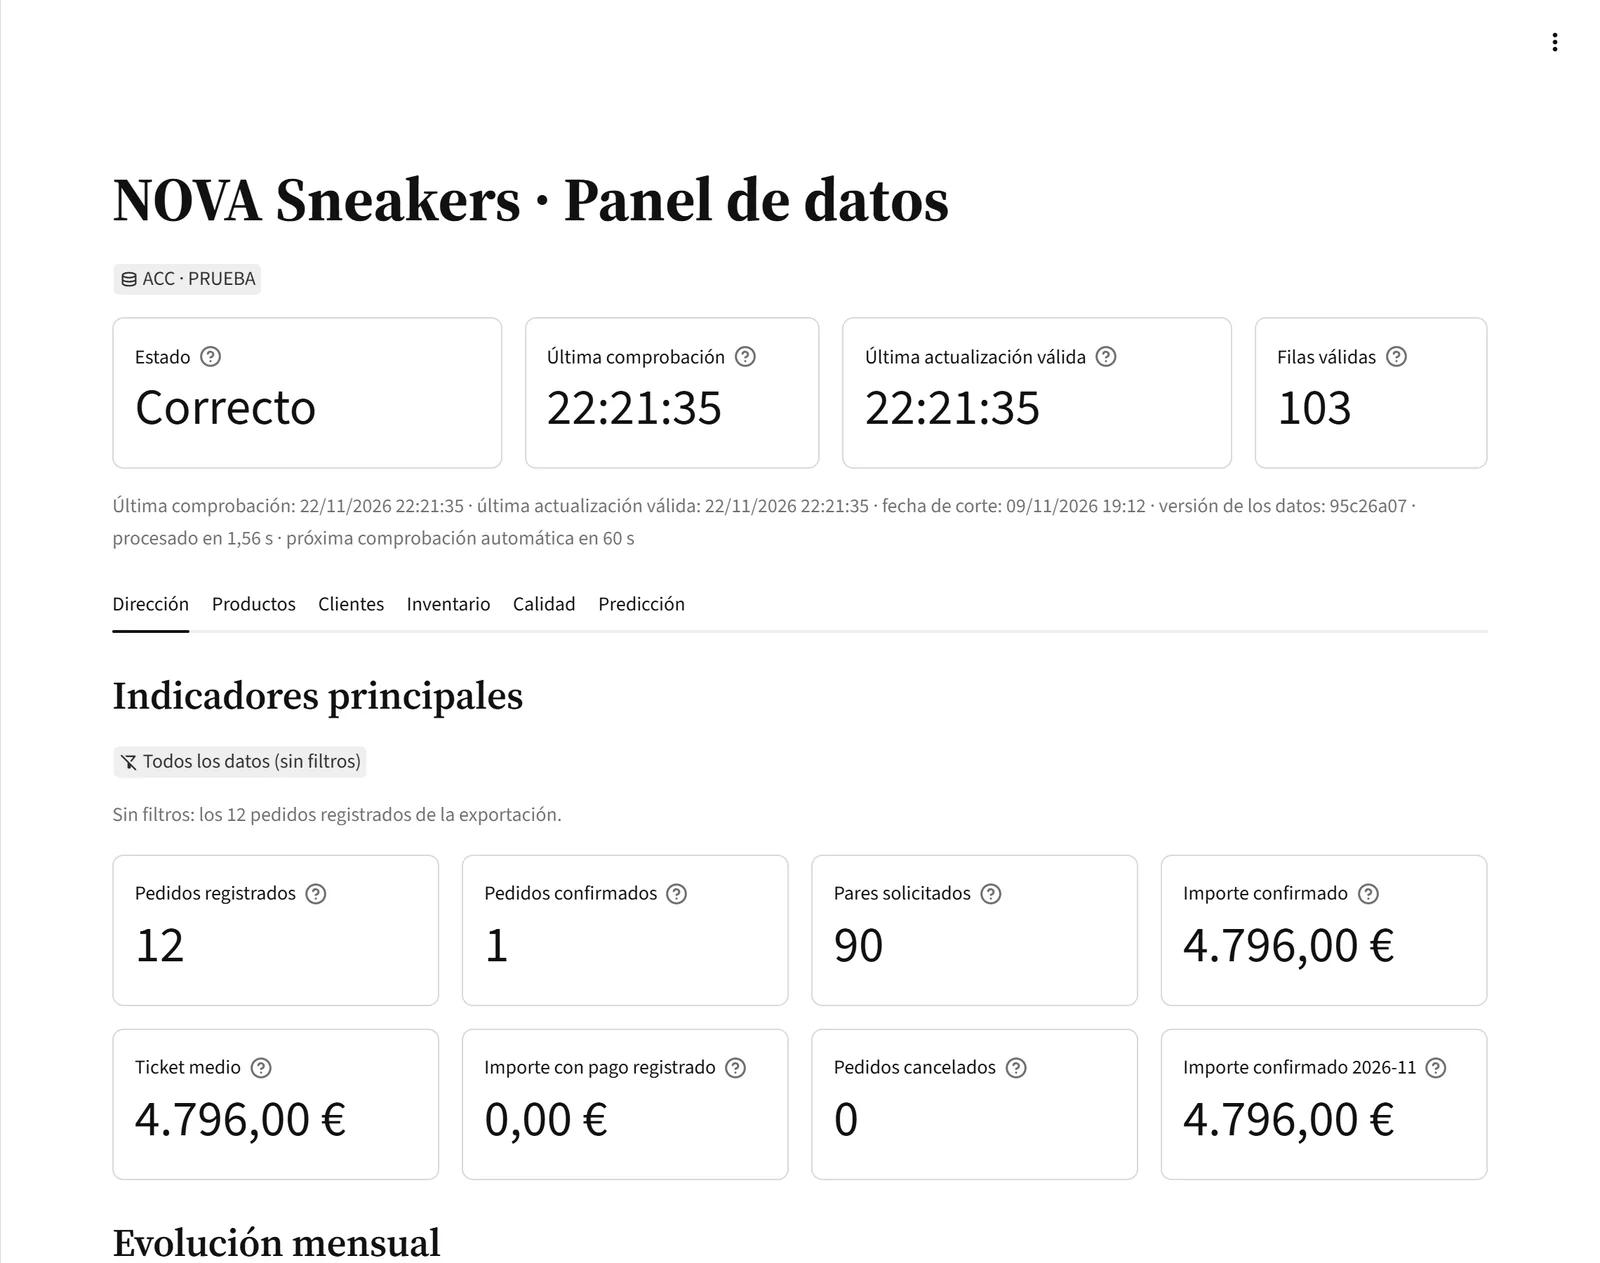 NOVA Sneakers · Panel de datos
ACC · PRUEBA
Estado
Correcto
Última comprobación
22:21:35
Última actualización válida
22:21:35
Filas válidas
103
Última comprobación: 22/11/2026 22:21:35 · última actualización válida: 22/11/2026 22:21:35 · fecha de corte: 09/11/2026 19:12 · versión de los datos: 95c26a07 ·
procesado en 1,56 s · próxima comprobación automática en 60 s
Dirección Productos Clientes Inventario Calidad Predicción
Indicadores principales
Todos los datos (sin filtros)
Sin filtros: los 12 pedidos registrados de la exportación.
Pedidos registrados
12
Pedidos confirmados
1
Pares solicitados
90
Importe confirmado
4.796,00 €
Ticket medio
4.796,00 €
Importe con pago registrado
0,00 €
Pedidos cancelados
0
Importe confirmado 2026-11
4.796,00 €
Evolución mensual